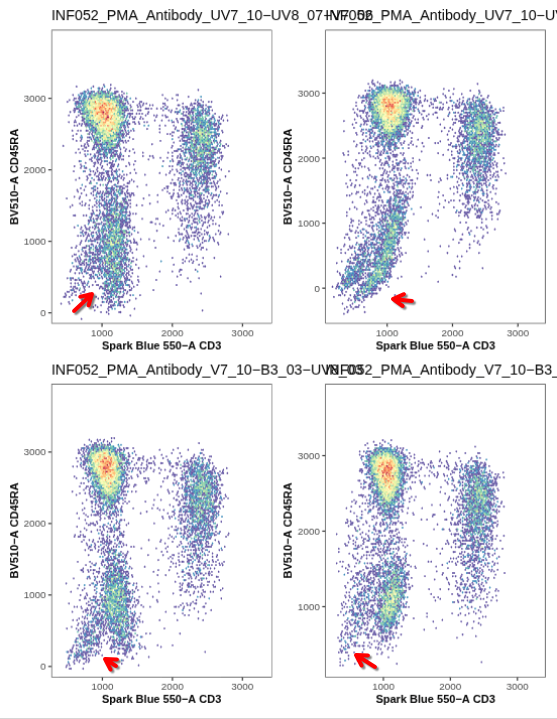 INF052_PMA_Antibody_UV7_10−UV8_07−V7_06
INF052_PMA_Antibody_UV7_10−UV
BV510−A CD45RA
3000
2000
1000
0
1000 2000 3000
Spark Blue 550−A CD3
BV510−A CD45RA
3000
2000
1000
0
1000 2000 3000
Spark Blue 550−A CD3
INF052_PMA_Antibody_V7_10−B3_03−UV8_03
INF052_PMA_Antibody_V7_10−B3_
BV510−A CD45RA
3000
2000
1000
0
1000 2000 3000
Spark Blue 550−A CD3
BV510−A CD45RA
3000
2000
1000
1000 2000 3000
Spark Blue 550−A CD3